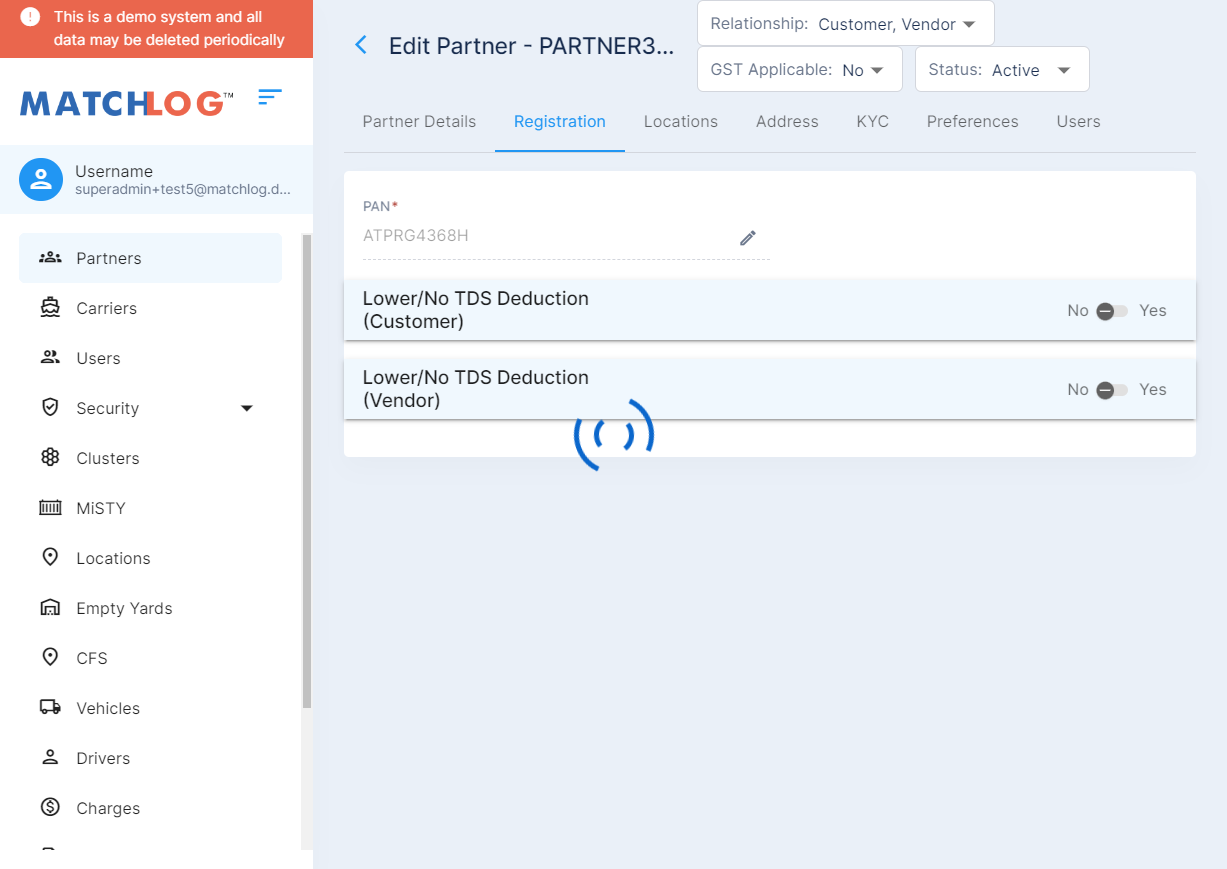 This is a demo system and all
data may be deleted periodically
MATCHLOG™
Username
superadmin+test5@matchlog.d...
Partners
Carriers
Users
Security
Clusters
MiSTY
Locations
Empty Yards
CFS
Vehicles
Drivers
Charges
Edit Partner - PARTNER3...
Relationship: Customer, Vendor
GST Applicable: No
Status: Active
Partner Details
Registration
Locations
Address
KYC
Preferences
Users
PAN*
ATPRG4368H
Lower/No TDS Deduction
(Customer)
No
Yes
Lower/No TDS Deduction
(Vendor)
No
Yes